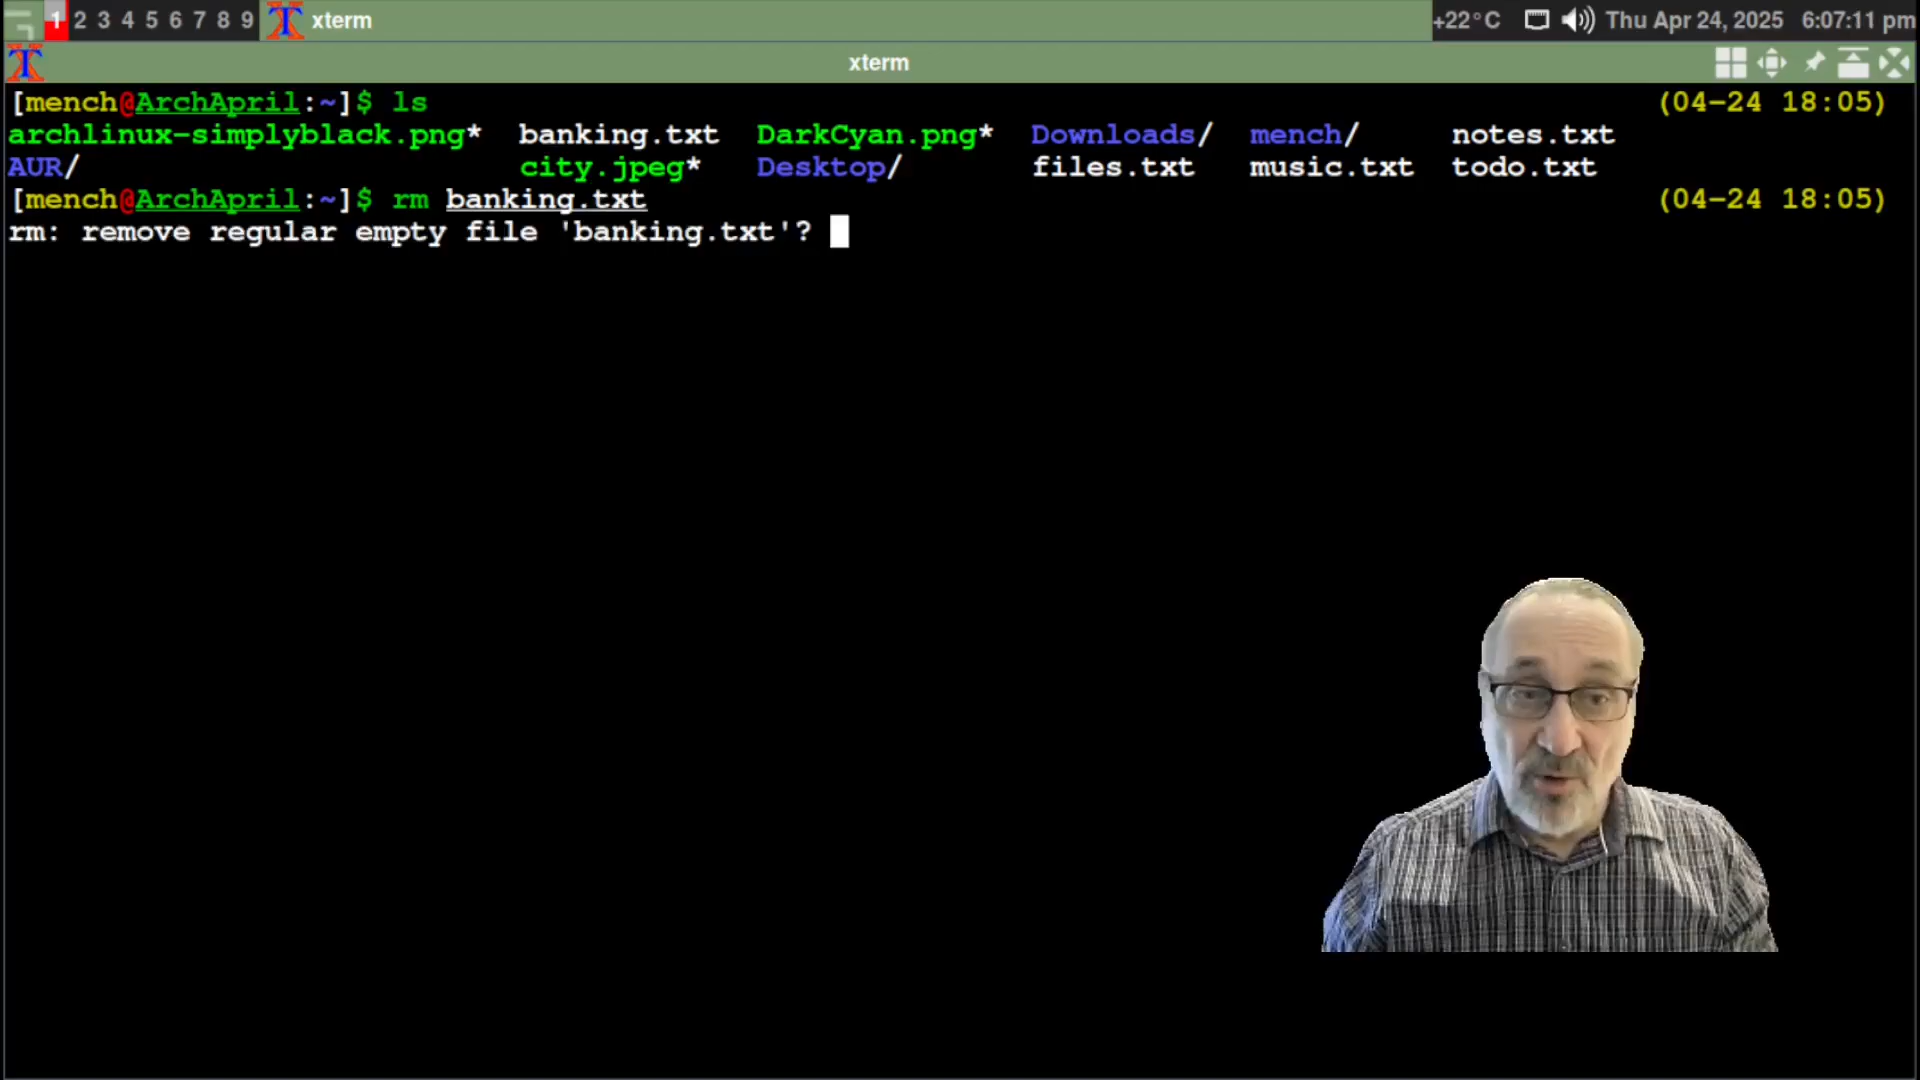 1 2 3 4 5 6 7 8 9 xterm +22°C Thu Apr 24, 2025 6:07:11 pm
xterm
[mench@ArchApril:~]$ ls (04-24 18:05)
archlinux-simplyblack.png* banking.txt DarkCyan.png* Downloads/ mench/ notes.txt
AUR/ city.jpeg* Desktop/ files.txt music.txt todo.txt
[mench@ArchApril:~]$ rm banking.txt (04-24 18:05)
rm: remove regular empty file 'banking.txt'?